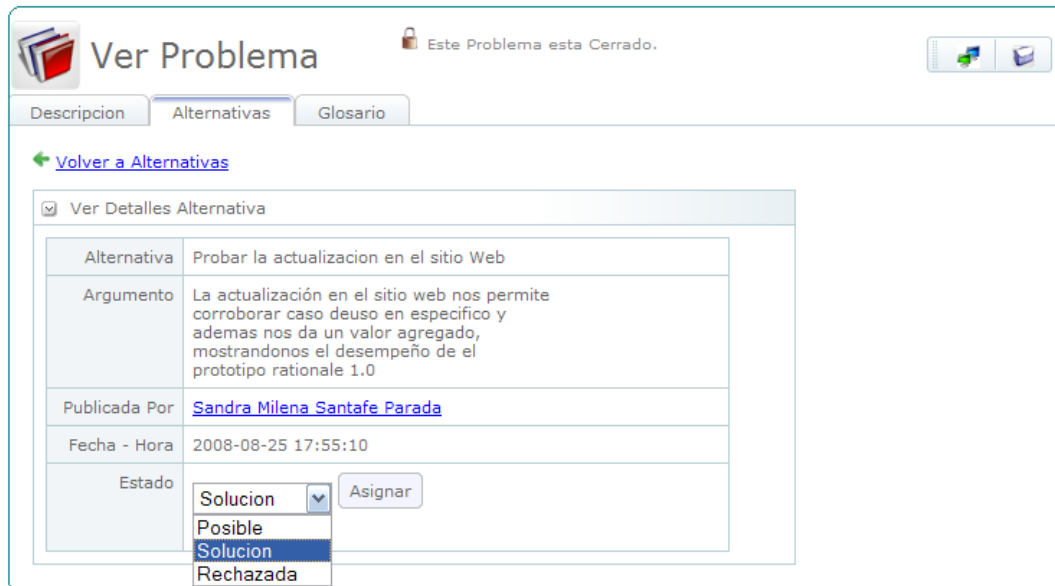 Ver Problema
Este Problema esta Cerrado.
Descripcion
Alternativas
Glosario
Volver a Alternativas
Ver Detalles Alternativa
Alternativa
Probar la actualizacion en el sitio Web
Argumento
La actualización en el sitio web nos permite
corroborar caso deuso en especifico y
ademas nos da un valor agregado,
mostrandonos el desempeño de el
prototipo rationale 1.0
Publicada Por
Sandra Milena Santafe Parada
Fecha - Hora
2008-08-25 17:55:10
Estado
Solucion
Asignar
Posible
Solucion
Rechazada